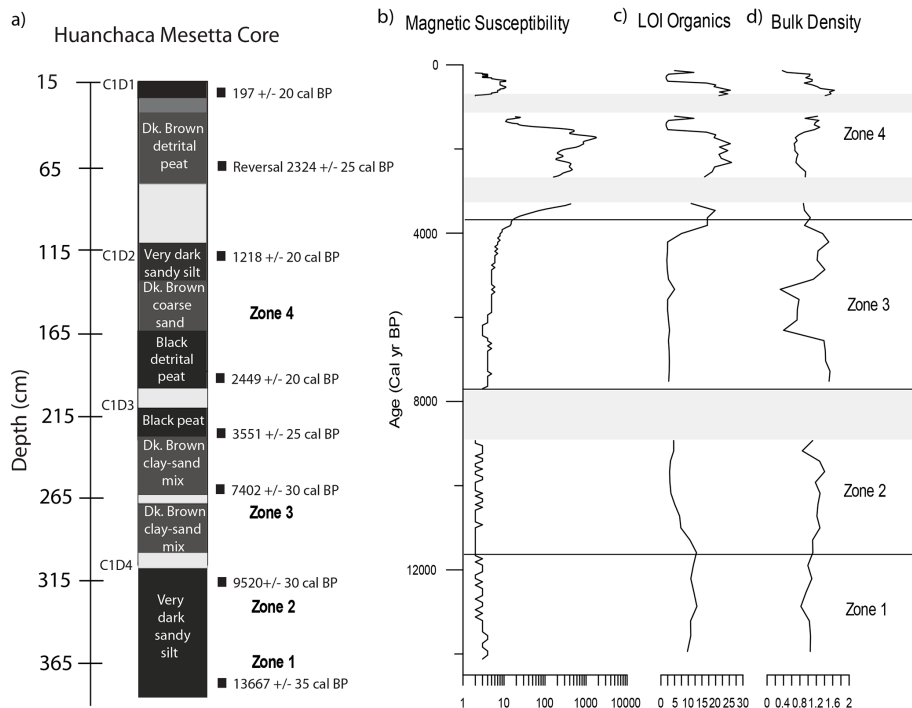 a)
Huanchaca Mesetta Core
Depth (cm)
15
65
115
165
215
265
315
365
C1D1
C1D2
C1D3
C1D4
Dk. Brown
detrital
peat
Very dark
sandy silt
Dk. Brown
coarse
sand
Black
detrital
peat
Black peat
Dk. Brown
clay-sand
mix
Dk. Brown
clay-sand
mix
Very
dark
sandy
silt
197 +/- 20 cal BP
Reversal 2324 +/- 25 cal BP
1218 +/- 20 cal BP
Zone 4
2449 +/- 20 cal BP
3551 +/- 25 cal BP
7402 +/- 30 cal BP
Zone 3
9520+/- 30 cal BP
Zone 2
Zone 1
13667 +/- 35 cal BP
b)
Magnetic Susceptibility
c)
LOI Organics
d)
Bulk Density
Age (Cal yr BP)
0
4000
8000
12000
Zone 4
Zone 3
Zone 2
Zone 1
1 10 100 1000 10000
0 5 10 15 20 25 30
0 0.4 0.8 1.2 1.6 2